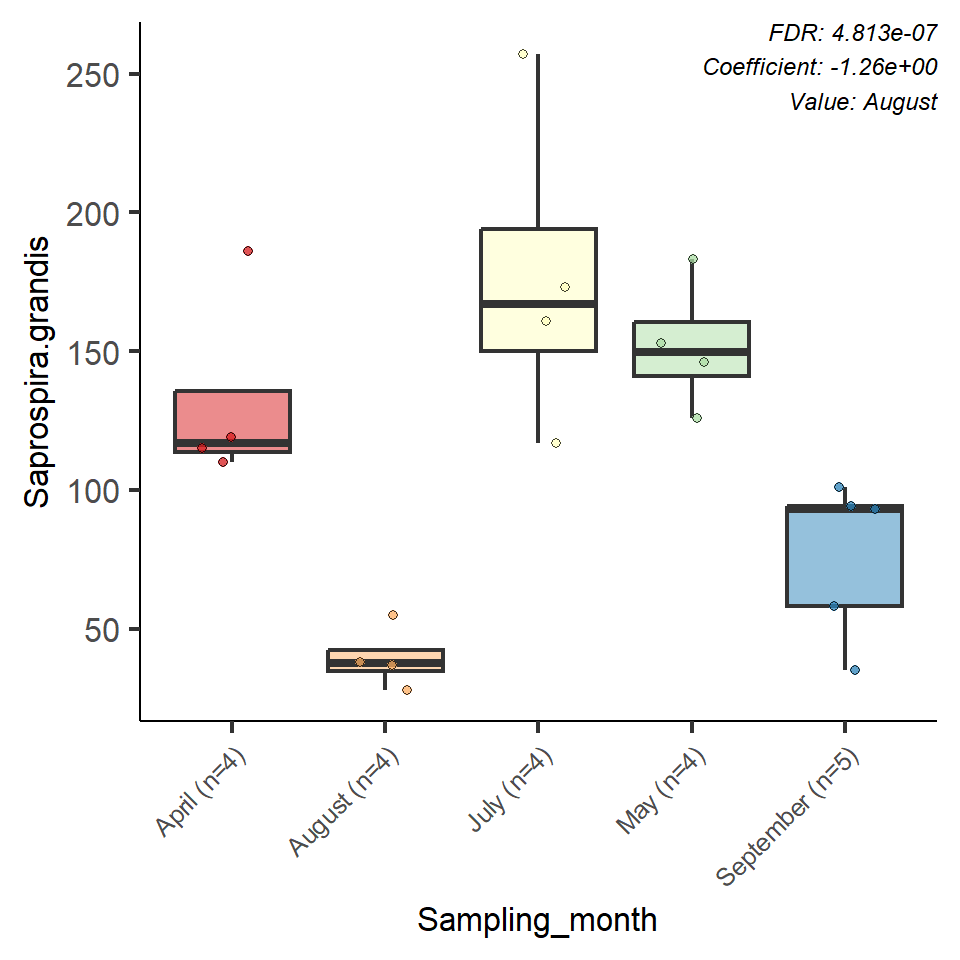 FDR: 4.813e-07
Coefficient: -1.26e+00
Value: August
Saprospira.grandis
250
200
150
100
50
April (n=4)
August (n=4)
July (n=4)
May (n=4)
September (n=5)
Sampling_month